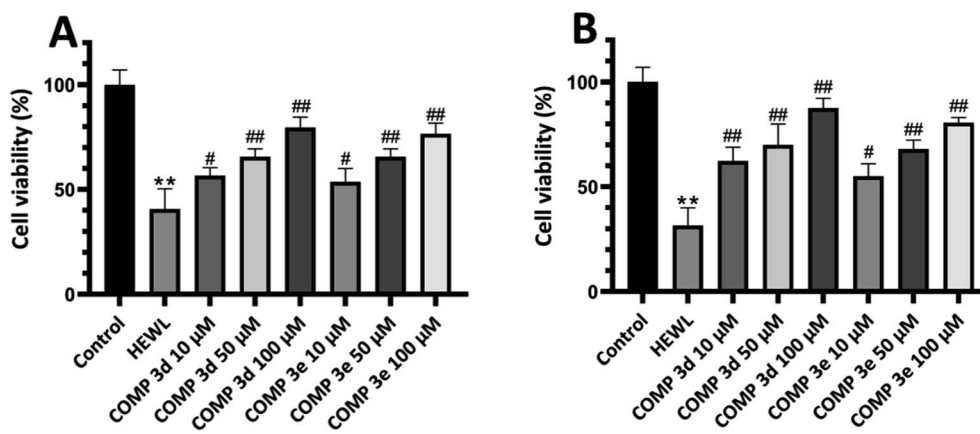 A
Cell viability (%)
100
50
0
**
#
##
##
#
##
##
Control
HEWL
COMP 3d 10 µM
COMP 3d 50 µM
COMP 3d 100 µM
COMP 3e 10 µM
COMP 3e 50 µM
COMP 3e 100 µM
B
Cell viability (%)
100
50
0
**
##
##
##
#
##
##
Control
HEWL
COMP 3d 10 µM
COMP 3d 50 µM
COMP 3d 100 µM
COMP 3e 10 µM
COMP 3e 50 µM
COMP 3e 100 µM